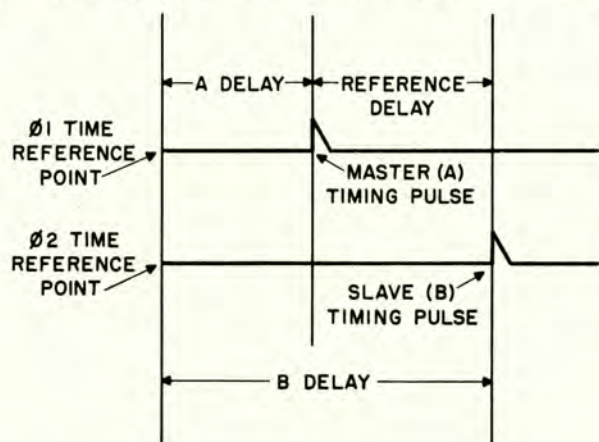 A DELAY
REFERENCE
DELAY
Ø1 TIME
REFERENCE
POINT
MASTER (A)
TIMING PULSE
Ø2 TIME
REFERENCE
POINT
SLAVE (B)
TIMING PULSE
B DELAY